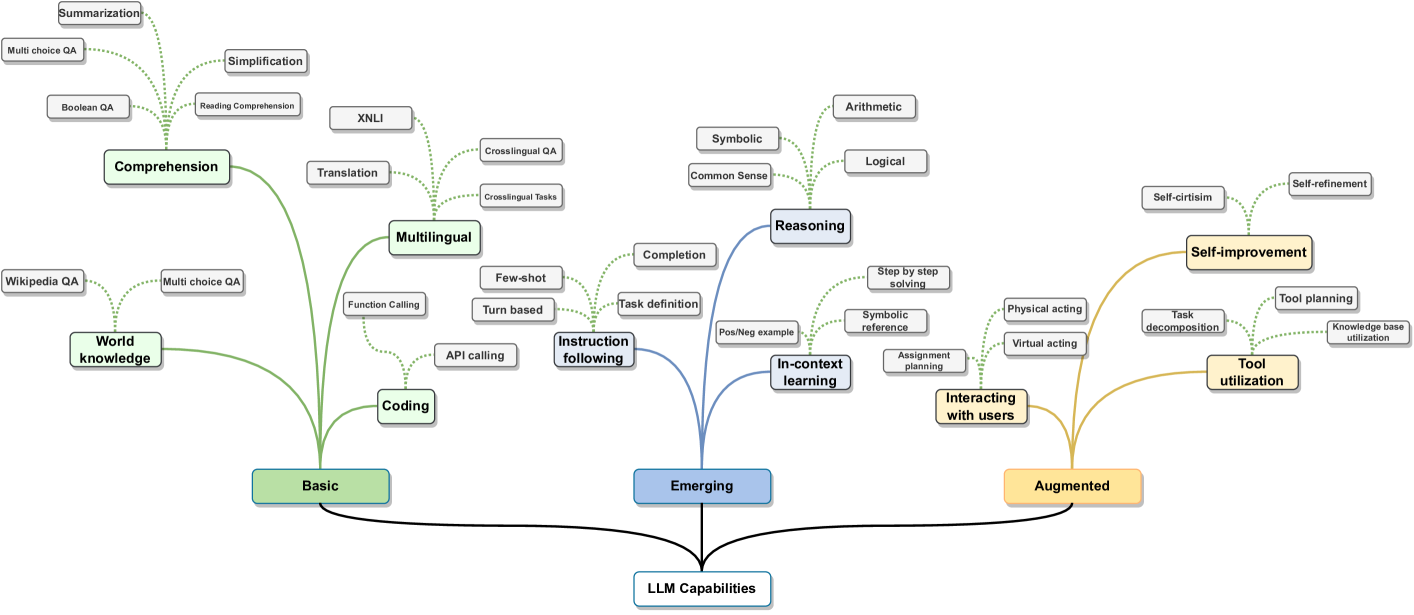 Summarization
Multi choice QA
Simplification
Boolean QA
Reading Comprehension
Comprehension
XNLI
Crosslingual QA
Translation
Crosslingual Tasks
Multilingual
Wikipedia QA
Multi choice QA
World
knowledge
Function Calling
API calling
Coding
Basic
Arithmetic
Symbolic
Logical
Common Sense
Reasoning
Completion
Few-shot
Task definition
Turn based
Instruction
following
Step by step
solving
Symbolic
reference
Pos/Neg example
In-context
learning
Emerging
Self-refinement
Self-cirtisim
Self-improvement
Physical acting
Virtual acting
Assignment
planning
Interacting
with users
Tool planning
Task
decomposition
Knowledge base
utilization
Tool
utilization
Augmented
LLM Capabilities